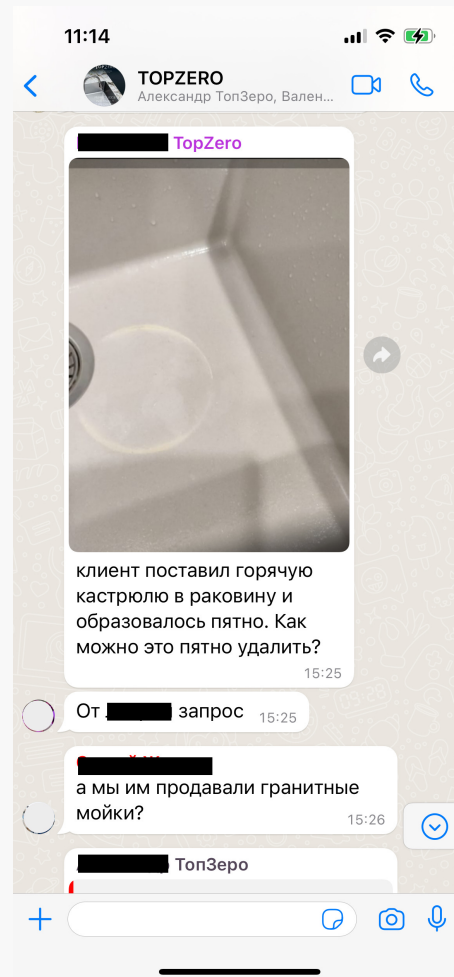 11:14
TOPZERO
Александр ТопЗеро, Вален...
TopZero
клиент поставил горячую
кастрюлю в раковину и
образовалось пятно. Как
можно это пятно удалить?
15:25
От запрос 15:25
а мы им продавали гранитные
мойки?
15:26
ТопЗеро